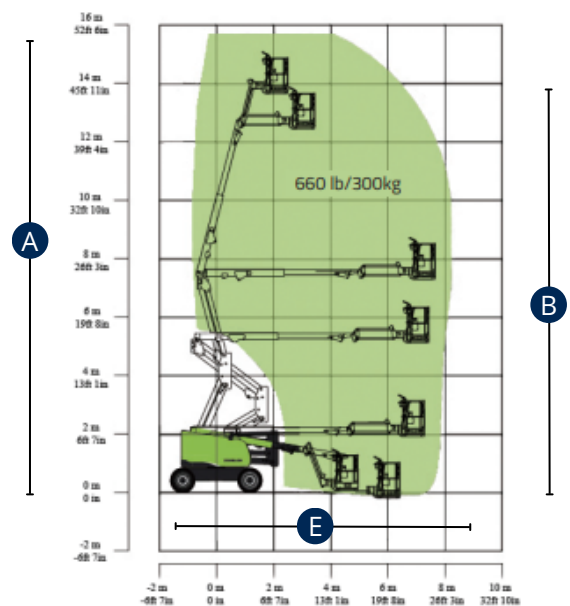 16 m
52ft 6in
14 m
45ft 11in
12 m
39ft 4in
10 m
32ft 10in
8 m
26ft 3in
6 m
19ft 8in
4 m
13ft 1in
2 m
6ft 7in
0 m
0 in
-2 m
-6ft 7in
A
660 lb/300kg
B
E
-2 m
-6ft 7in
0 m
0 in
2 m
6ft 7in
4 m
13ft 1in
6 m
19ft 8in
8 m
26ft 3in
10 m
32ft 10in